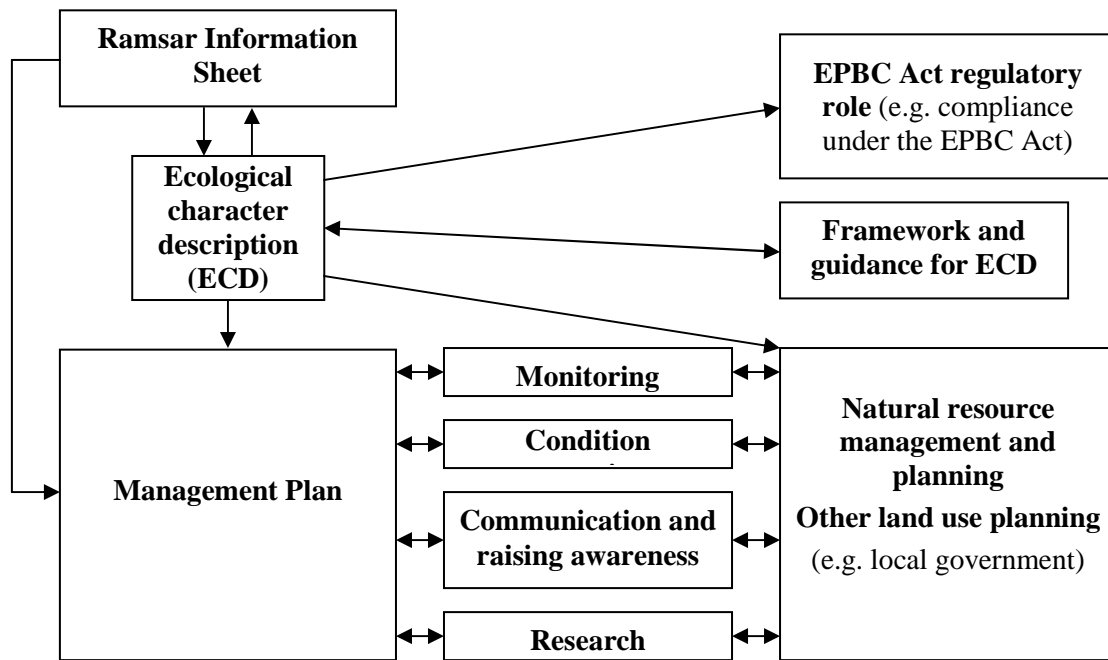 Ramsar Information
Sheet
EPBC Act regulatory
role (e.g. compliance
under the EPBC Act)
Ecological
character
description
(ECD)
Framework and
guidance for ECD
Management Plan
Monitoring
Condition
Communication and
raising awareness
Research
Natural resource
management and
planning
Other land use planning
(e.g. local government)